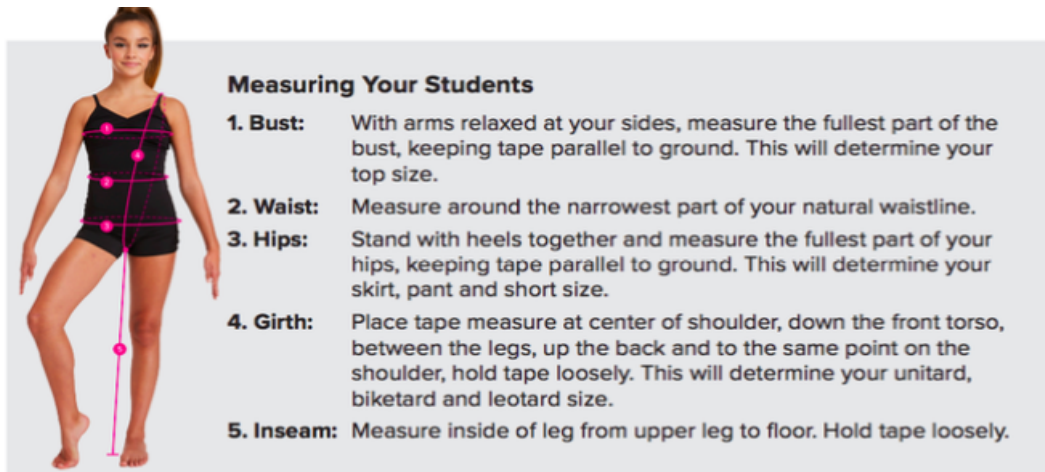 Measuring Your Students
1. Bust: With arms relaxed at your sides, measure the fullest part of the
bust, keeping tape parallel to ground. This will determine your
top size.
2. Waist: Measure around the narrowest part of your natural waistline.
3. Hips: Stand with heels together and measure the fullest part of your
hips, keeping tape parallel to ground. This will determine your
skirt, pant and short size.
4. Girth: Place tape measure at center of shoulder, down the front torso,
between the legs, up the back and to the same point on the
shoulder, hold tape loosely. This will determine your unitard,
biketard and leotard size.
5. Inseam: Measure inside of leg from upper leg to floor. Hold tape loosely.
1
4
2
3
5